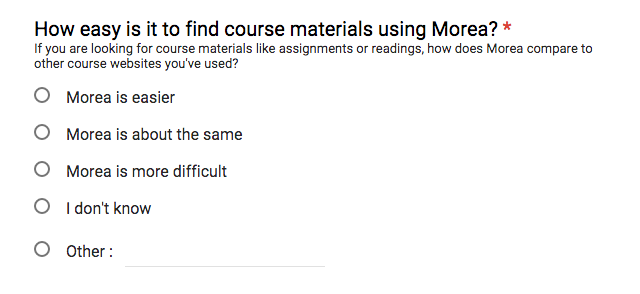 How easy is it to find course materials using Morea? *
If you are looking for course materials like assignments or readings, how does Morea compare to
other course websites you've used?
Morea is easier
Morea is about the same
Morea is more difficult
I don't know
Other :